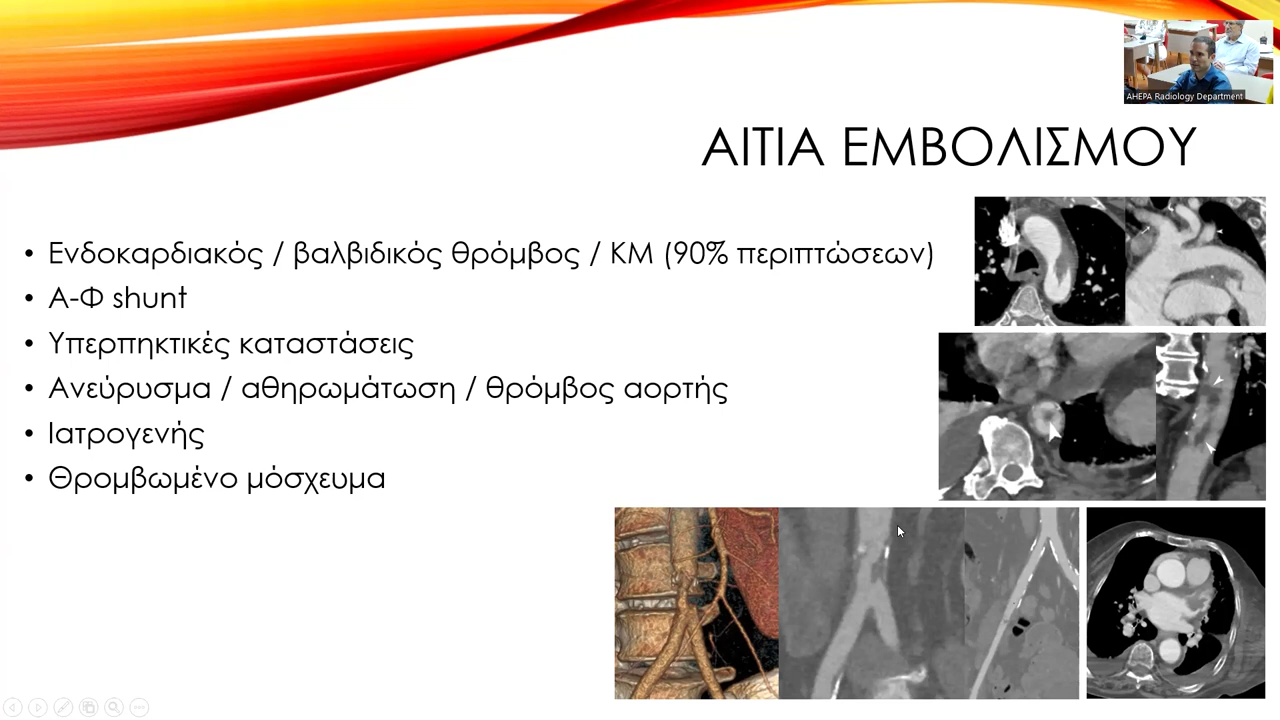 AHEPA Radiology Department
ΑΙΤΙΑ ΕΜΒΟΛΙΣΜΟΥ
• Ενδοκαρδιακός / βαλβιδικός θρόμβος / ΚΜ (90% περιπτώσεων)
• Α-Φ shunt
• Υπερπηκτικές καταστάσεις
• Ανεύρυσμα / αθηρωμάτωση / θρόμβος αορτής
• Ιατρογενής
• Θρομβωμένο μόσχευμα